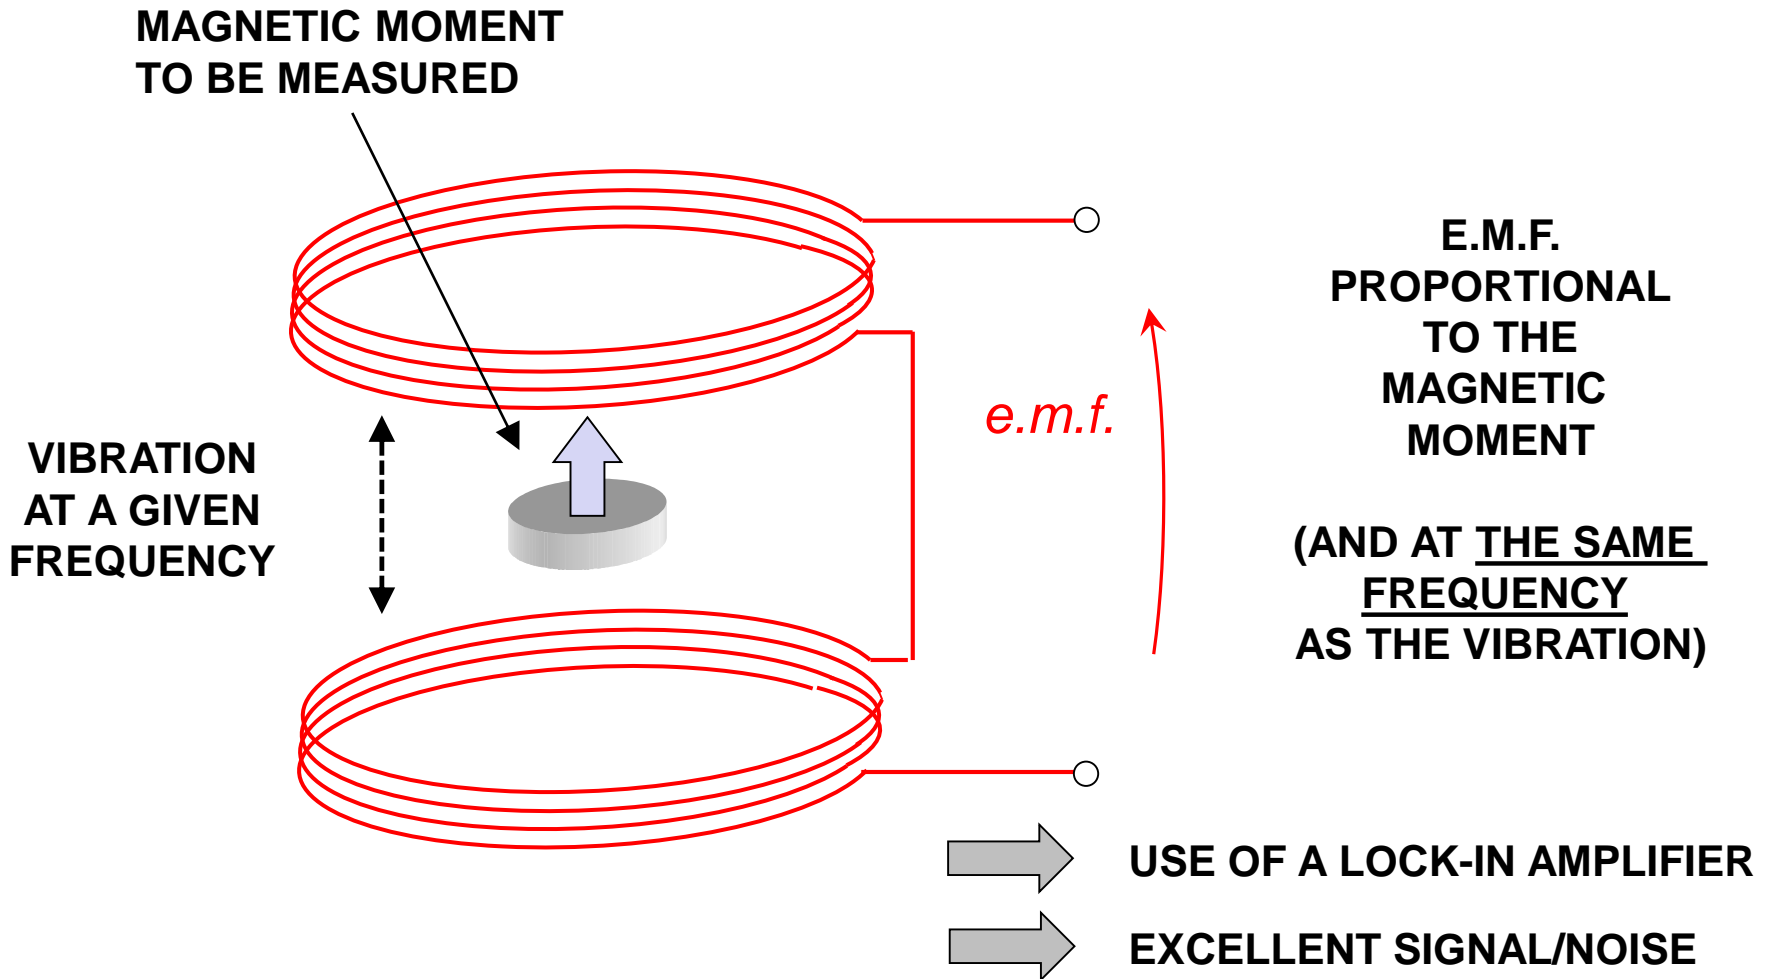 MAGNETIC MOMENT
TO BE MEASURED
VIBRATION
AT A GIVEN
FREQUENCY
e.m.f.
E.M.F.
PROPORTIONAL
TO THE
MAGNETIC
MOMENT
(AND AT THE SAME
FREQUENCY
AS THE VIBRATION)
USE OF A LOCK-IN AMPLIFIER
EXCELLENT SIGNAL/NOISE